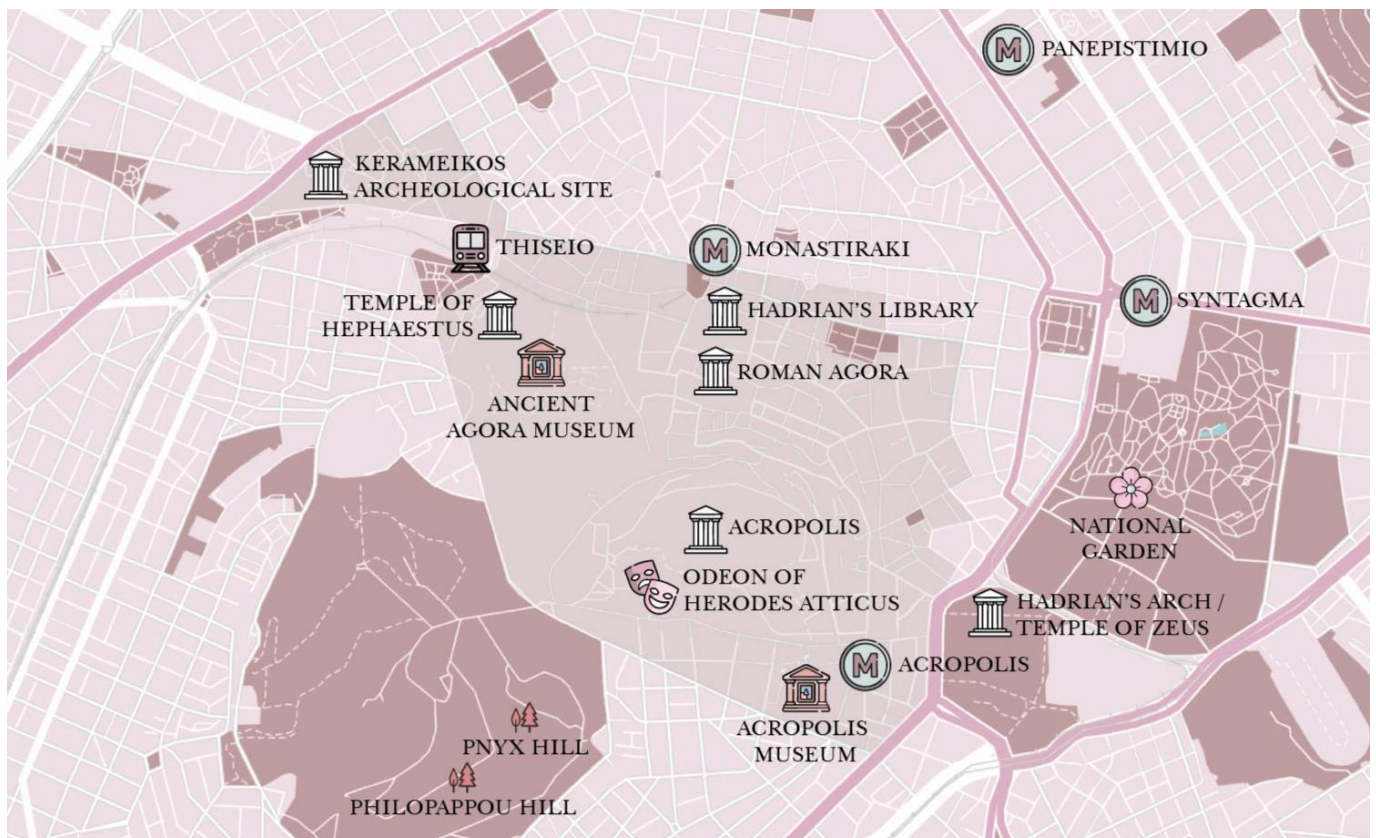 M PANEPISTIMIO
KERAMEIKOS
ARCHEOLOGICAL SITE
THISEIO
M MONASTIRAKI
TEMPLE OF
HEPHAESTUS
HADRIAN'S LIBRARY
M SYNTAGMA
ROMAN AGORA
ANCIENT
AGORA MUSEUM
ACROPOLIS
NATIONAL
GARDEN
ODEON OF
HERODES ATTICUS
HADRIAN'S ARCH /
TEMPLE OF ZEUS
M ACROPOLIS
ACROPOLIS
MUSEUM
PNYX HILL
PHILOPAPPOU HILL